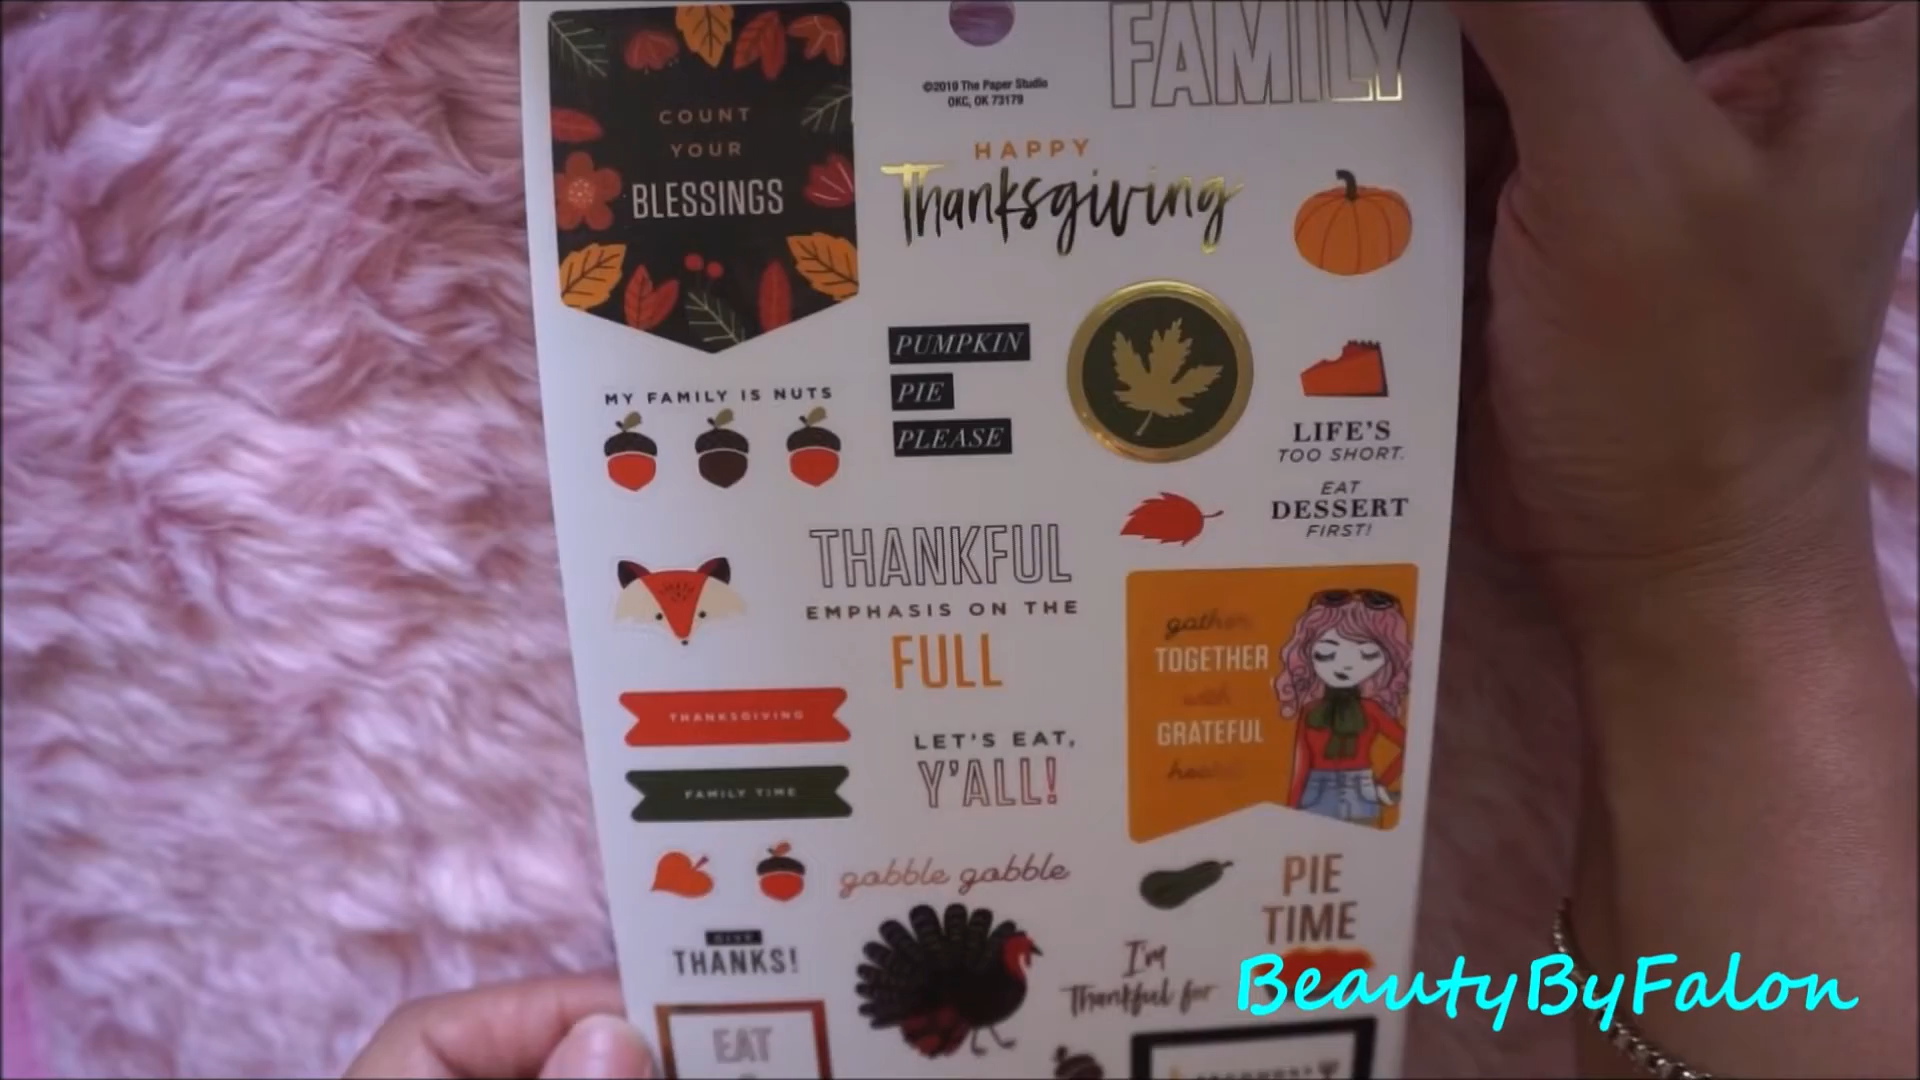 FAMILY
©2019 The Paper Studio
OKC, OK 73179
COUNT
YOUR
BLESSINGS
HAPPY
Thanksgiving
PUMPKIN
PIE
PLEASE
MY FAMILY IS NUTS
LIFE'S
TOO SHORT.
EAT
DESSERT
FIRST!
THANKFUL
EMPHASIS ON THE
FULL
gather
TOGETHER
with
GRATEFUL
THANKSGIVING
FAMILY TIME
LET'S EAT,
Y'ALL!
gobble gobble
PIE
TIME
GIVE
THANKS!
I'm
Thankful for
EAT
BeautyByFalon